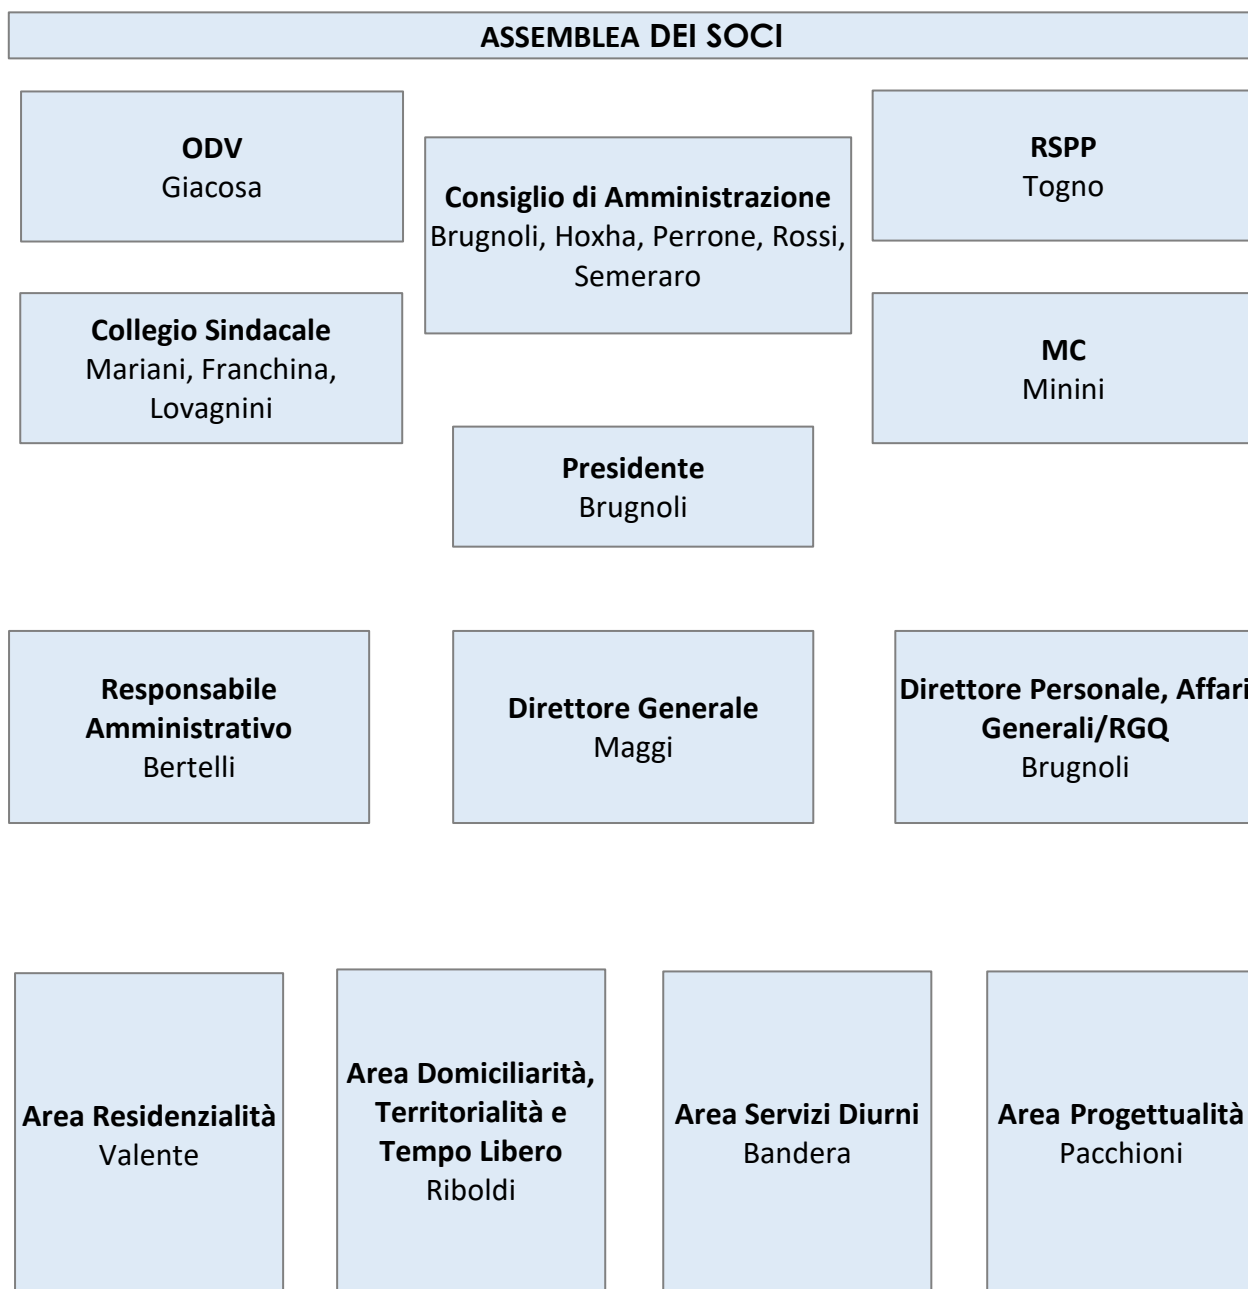 ASSEMBLEA DEI SOCI
ODV
Giacosa
Consiglio di Amministrazione
Brugnoli, Hoxha, Perrone, Rossi,
Semeraro
RSPP
Togno
Collegio Sindacale
Mariani, Franchina,
Lovagnini
MC
Minini
Presidente
Brugnoli
Responsabile
Amministrativo
Bertelli
Direttore Generale
Maggi
Direttore Personale, Affari
Generali/RGQ
Brugnoli
Area Residenzialità
Valente
Area Domiciliarità,
Territorialità e
Tempo Libero
Riboldi
Area Servizi Diurni
Bandera
Area Progettualità
Pacchioni